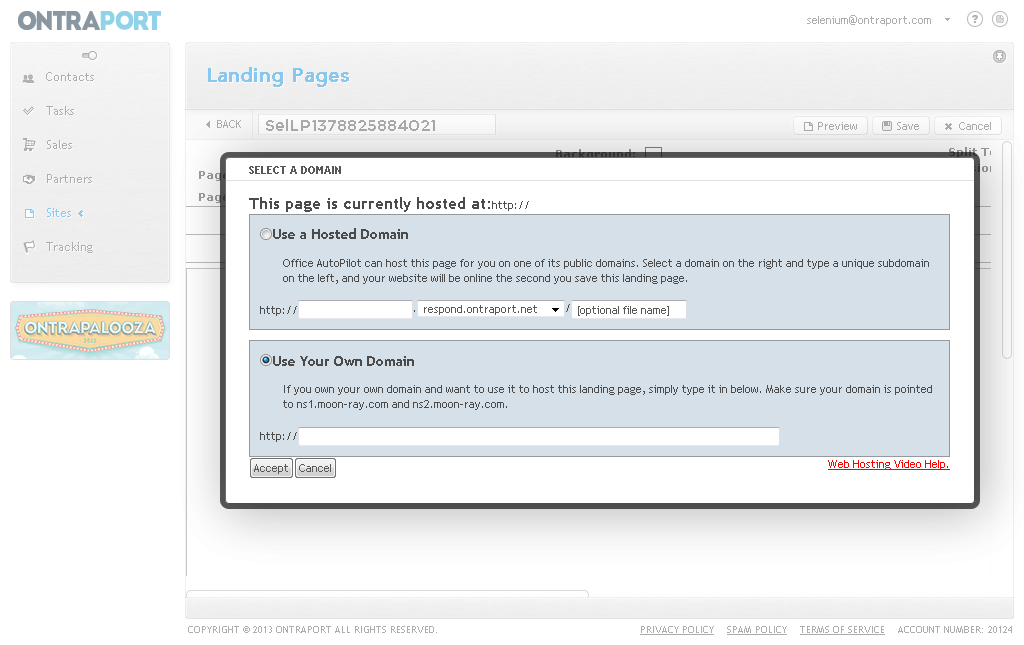 ONTRAPORT
selenium@ontraport.com
?
Contacts
Tasks
Sales
Partners
Sites
Tracking
ONTRAPALOOZA
Landing Pages
BACK
SelLP1378825884021
Preview
Save
Cancel
Background:
Split
SELECT A DOMAIN
This page is currently hosted at:http://
Use a Hosted Domain
Office AutoPilot can host this page for you on one of its public domains. Select a domain on the right and type a unique subdomain
on the left, and your website will be online the second you save this landing page.
http:// . respond.ontraport.net / [optional file name]
Use Your Own Domain
If you own your own domain and want to use it to host this landing page, simply type it in below. Make sure your domain is pointed
to ns1.moon-ray.com and ns2.moon-ray.com.
http://
Accept Cancel
Web Hosting Video Help.
COPYRIGHT © 2013 ONTRAPORT ALL RIGHTS RESERVED.
PRIVACY POLICY SPAM POLICY TERMS OF SERVICE ACCOUNT NUMBER: 20124